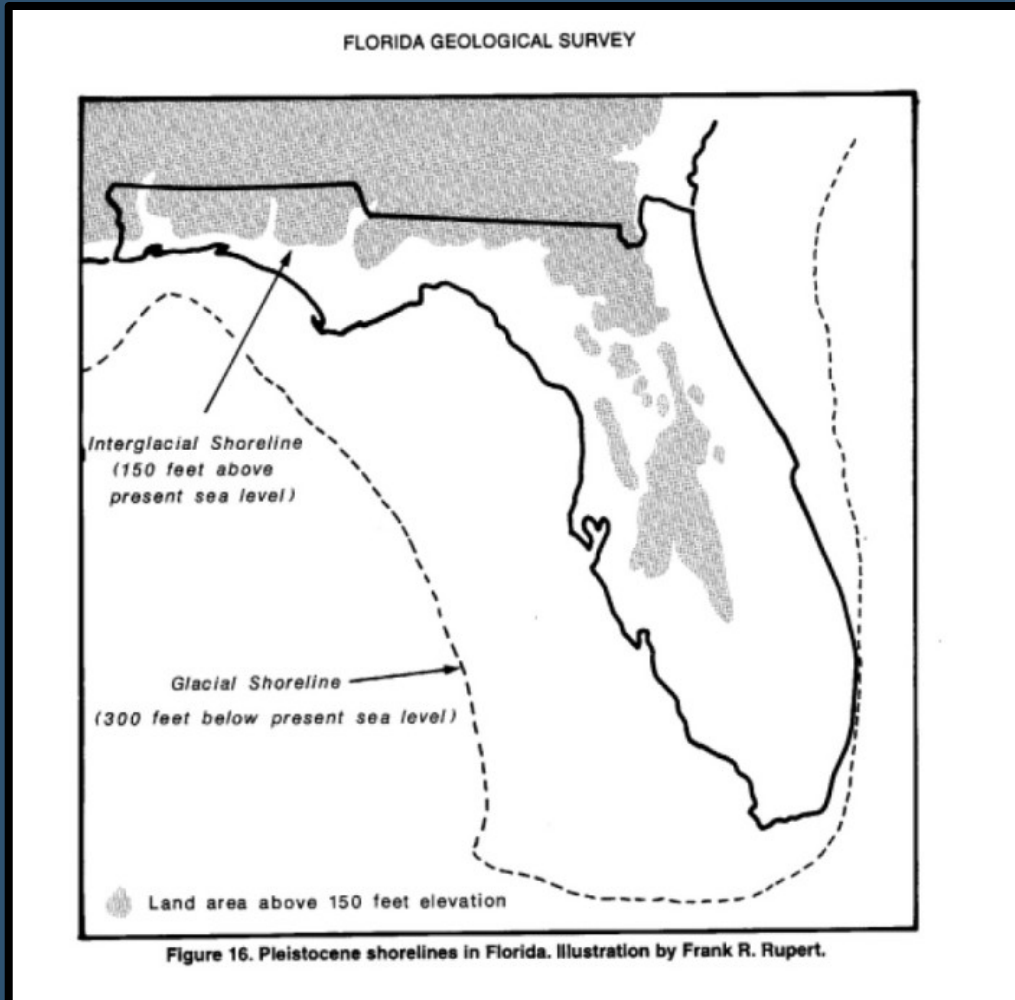 FLORIDA GEOLOGICAL SURVEY
Interglacial Shoreline
(150 feet above
present sea level)
Glacial Shoreline
(300 feet below present sea level)
Land area above 150 feet elevation
Figure 16. Pleistocene shorelines in Florida. Illustration by Frank R. Rupert.